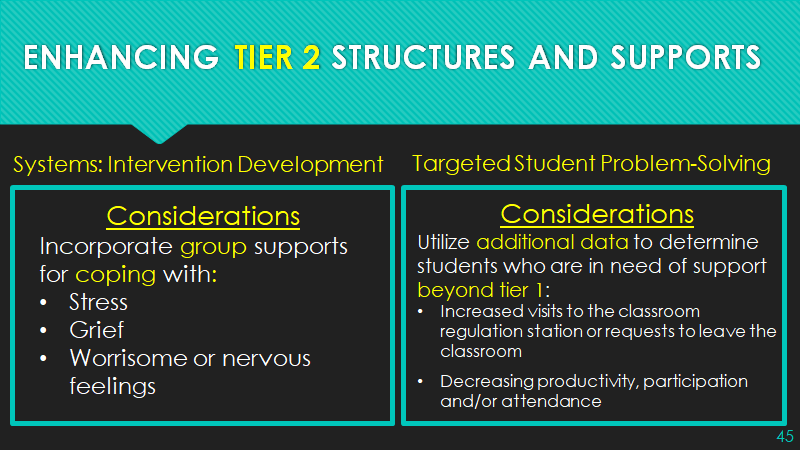 ENHANCING TIER 2 STRUCTURES AND SUPPORTS
Systems: Intervention Development
Considerations
Incorporate group supports
for coping with:
• Stress
• Grief
• Worrisome or nervous
feelings
Targeted Student Problem-Solving
Considerations
Utilize additional data to determine
students who are in need of support
beyond tier 1:
• Increased visits to the classroom
regulation station or requests to leave the
classroom
• Decreasing productivity, participation
and/or attendance
45